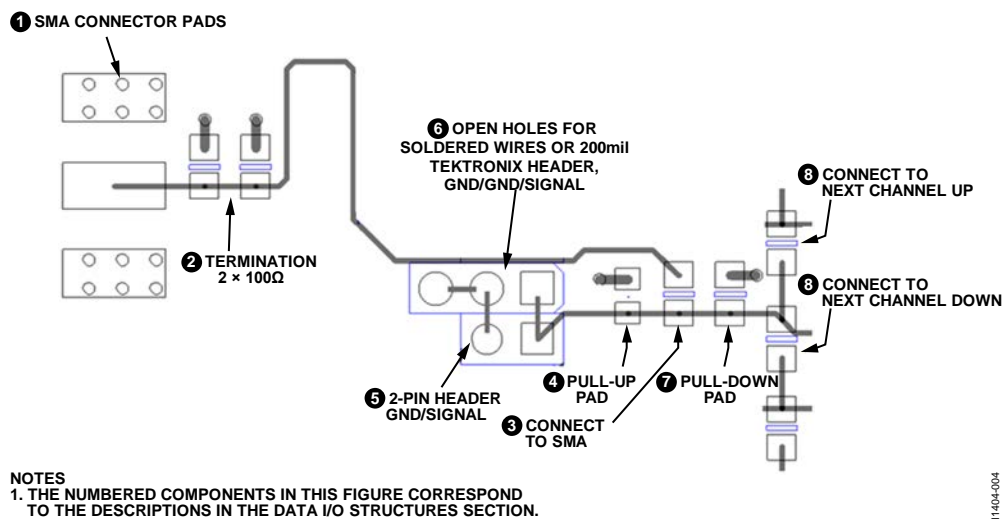 1 SMA CONNECTOR PADS
6 OPEN HOLES FOR
SOLDERED WIRES OR 200mil
TEKTRONIX HEADER,
GND/GND/SIGNAL
8 CONNECT TO
NEXT CHANNEL UP
2 TERMINATION
2 × 100Ω
8 CONNECT TO
NEXT CHANNEL DOWN
4 PULL-UP
PAD
7 PULL-DOWN
PAD
5 2-PIN HEADER
GND/SIGNAL
3 CONNECT
TO SMA
NOTES
1. THE NUMBERED COMPONENTS IN THIS FIGURE CORRESPOND
TO THE DESCRIPTIONS IN THE DATA I/O STRUCTURES SECTION.
11404-004